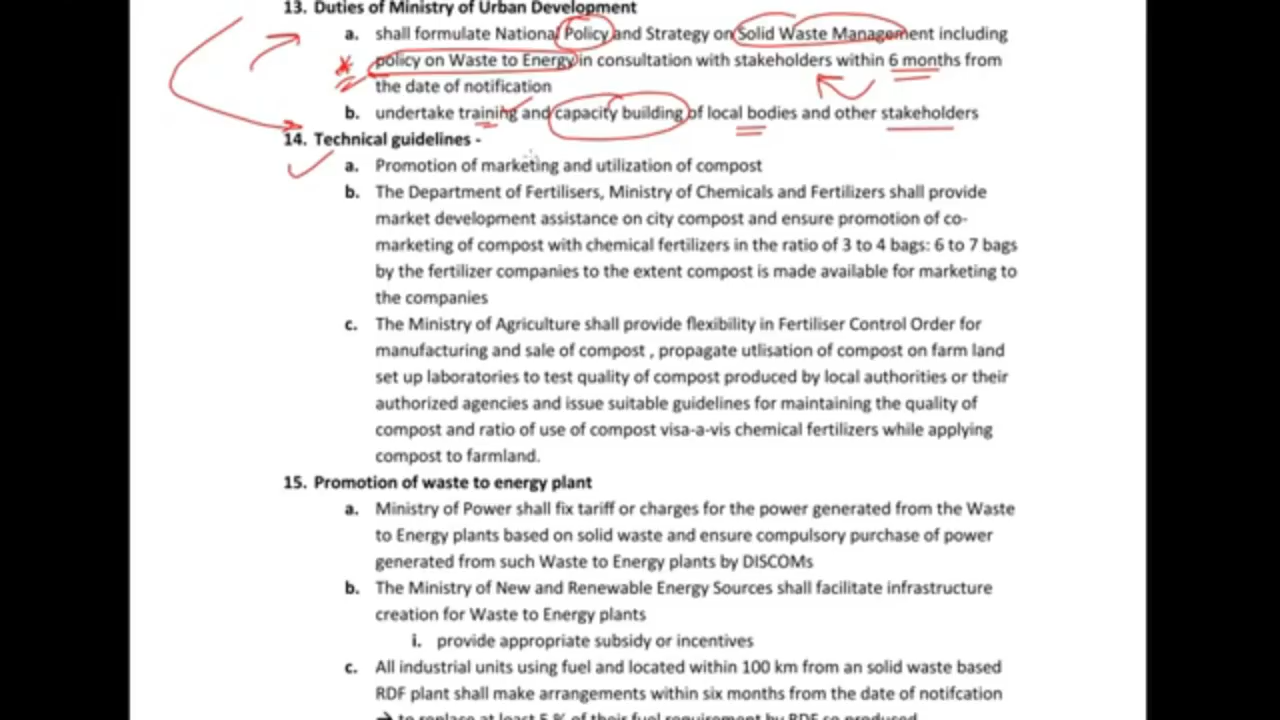 13. Duties of Ministry of Urban Development
a. shall formulate National Policy and Strategy on Solid Waste Management including
policy on Waste to Energy in consultation with stakeholders within 6 months from
the date of notification
b. undertake training and capacity building of local bodies and other stakeholders
14. Technical guidelines -
a. Promotion of marketing and utilization of compost
b. The Department of Fertilisers, Ministry of Chemicals and Fertilizers shall provide
market development assistance on city compost and ensure promotion of co-
marketing of compost with chemical fertilizers in the ratio of 3 to 4 bags: 6 to 7 bags
by the fertilizer companies to the extent compost is made available for marketing to
the companies
c. The Ministry of Agriculture shall provide flexibility in Fertiliser Control Order for
manufacturing and sale of compost , propagate utlisation of compost on farm land
set up laboratories to test quality of compost produced by local authorities or their
authorized agencies and issue suitable guidelines for maintaining the quality of
compost and ratio of use of compost visa-a-vis chemical fertilizers while applying
compost to farmland.
15. Promotion of waste to energy plant
a. Ministry of Power shall fix tariff or charges for the power generated from the Waste
to Energy plants based on solid waste and ensure compulsory purchase of power
generated from such Waste to Energy plants by DISCOMs
b. The Ministry of New and Renewable Energy Sources shall facilitate infrastructure
creation for Waste to Energy plants
i. provide appropriate subsidy or incentives
c. All industrial units using fuel and located within 100 km from an solid waste based
RDF plant shall make arrangements within six months from the date of notifcation
→ to replace at least 5 % of their fuel requirement by RDF so produced